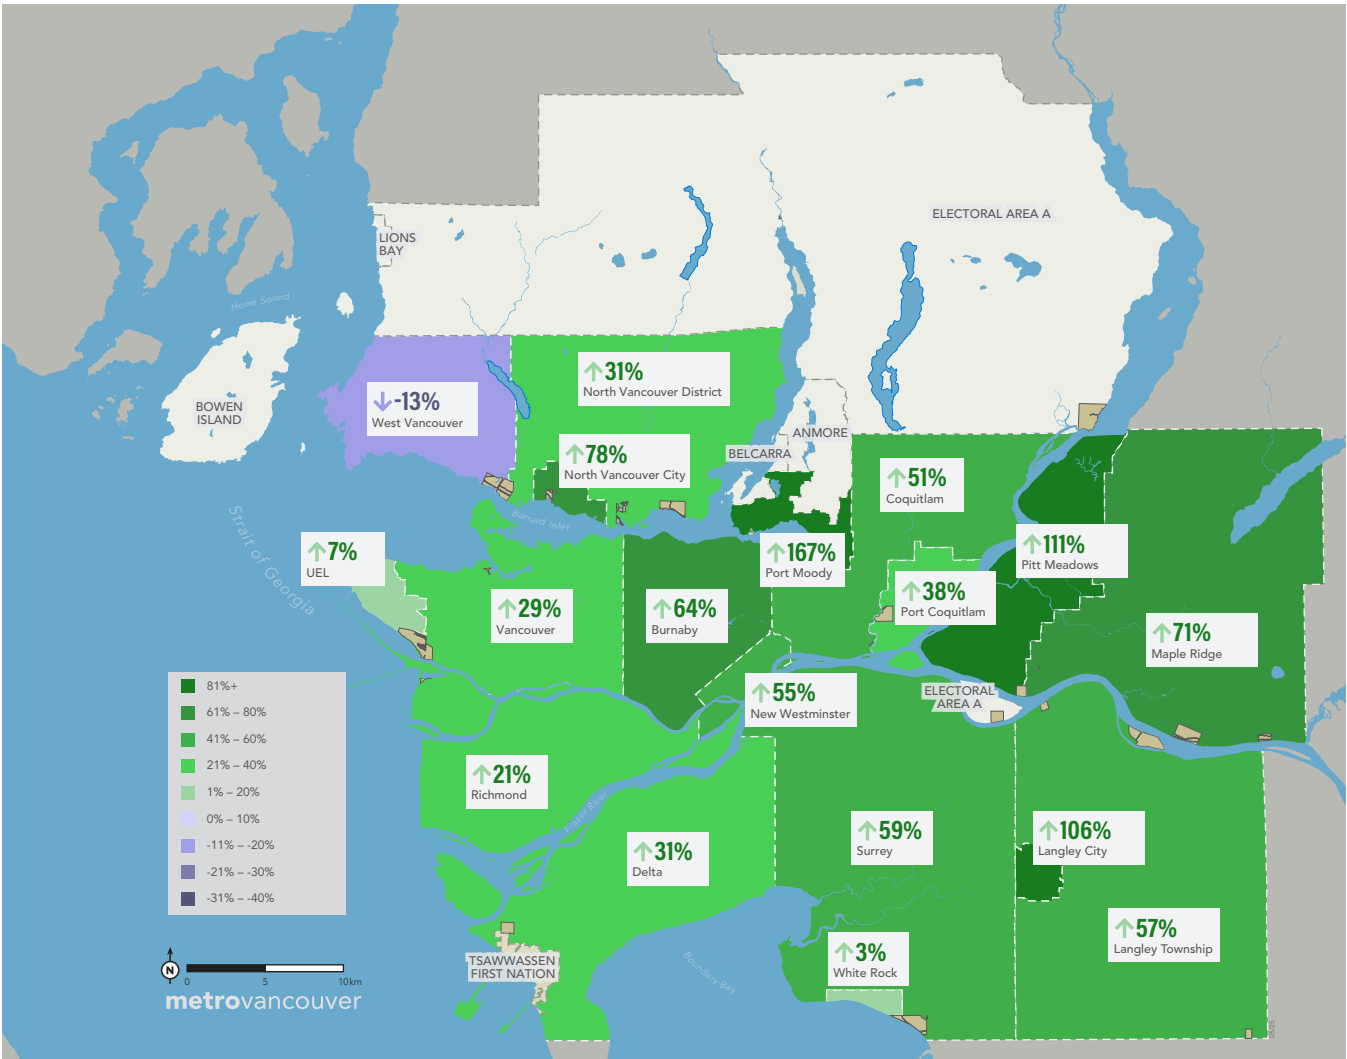 ELECTORAL AREA A
LIONS
BAY
Howe Sound
31%
North Vancouver District
-13%
West Vancouver
BOWEN
ISLAND
ANMORE
BELCARRA
78%
North Vancouver City
51%
Coquitlam
Burrard Inlet
Strait of Georgia
7%
UEL
167%
Port Moody
111%
Pitt Meadows
29%
Vancouver
64%
Burnaby
38%
Port Coquitlam
71%
Maple Ridge
55%
New Westminster
ELECTORAL
AREA A
81%+
61% – 80%
41% – 60%
21% – 40%
1% – 20%
0% – 10%
-11% – -20%
-21% – -30%
-31% – -40%
21%
Richmond
Fraser River
31%
Delta
59%
Surrey
106%
Langley City
57%
Langley Township
3%
White Rock
TSAWWASSEN
FIRST NATION
Boundary Bay
N
0 5 10km
metrovancouver